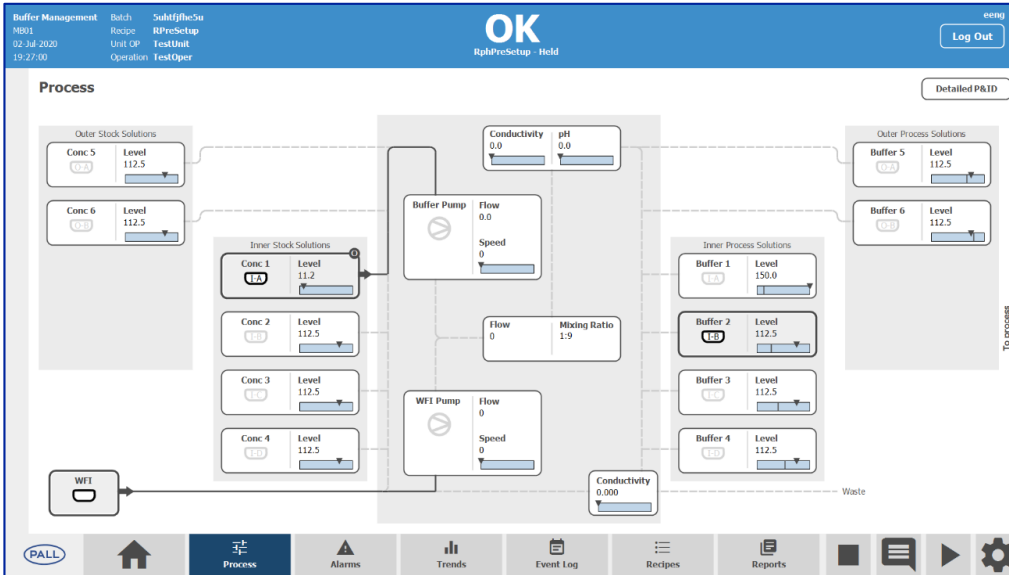 Buffer Management
MB01
02-Jul-2020
19:27:00
Batch 5uhtfjfhe5u
Recipe RPreSetup
Unit OP TestUnit
Operation TestOper
OK
RphPreSetup - Held
eeng
Log Out
Process
Detailed P&ID
Outer Stock Solutions
Conc 5
O-A
Level
112.5
Conc 6
O-B
Level
112.5
Inner Stock Solutions
Conc 1
I-A
Level
11.2
Conc 2
I-B
Level
112.5
Conc 3
I-C
Level
112.5
Conc 4
I-D
Level
112.5
WFI
Conductivity
0.0
pH
0.0
Buffer Pump
Flow
0.0
Speed
0
Flow
0
Mixing Ratio
1:9
WFI Pump
Flow
0
Speed
0
Conductivity
0.000
Waste
Outer Process Solutions
Buffer 5
O-A
Level
112.5
Buffer 6
O-B
Level
112.5
Inner Process Solutions
Buffer 1
I-A
Level
150.0
Buffer 2
I-B
Level
112.5
Buffer 3
I-C
Level
112.5
Buffer 4
I-D
Level
112.5
To process
PALL
Process
Alarms
Trends
Event Log
Recipes
Reports